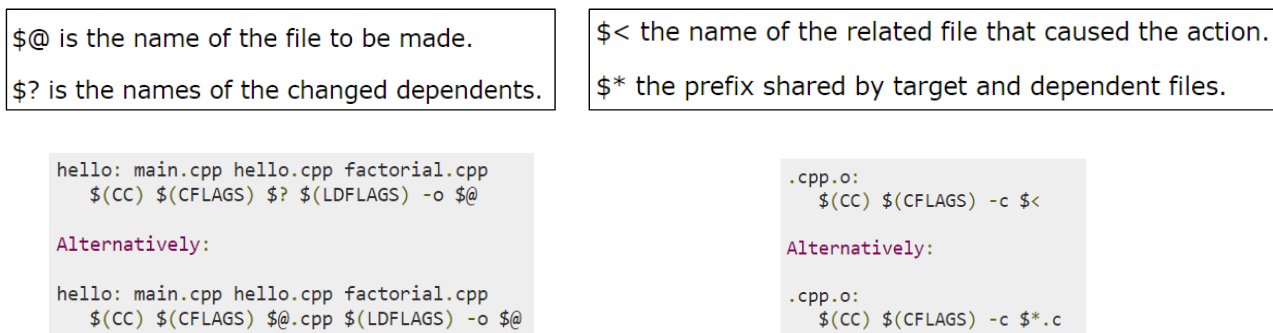 $@ is the name of the file to be made.
$? is the names of the changed dependents.
$< the name of the related file that caused the action.
$* the prefix shared by target and dependent files.
hello: main.cpp hello.cpp factorial.cpp
$(CC) $(CFLAGS) $? $(LDFLAGS) -o $@
Alternatively:
hello: main.cpp hello.cpp factorial.cpp
$(CC) $(CFLAGS) $@.cpp $(LDFLAGS) -o $@
.cpp.o:
$(CC) $(CFLAGS) -c $<
Alternatively:
.cpp.o:
$(CC) $(CFLAGS) -c $*.c